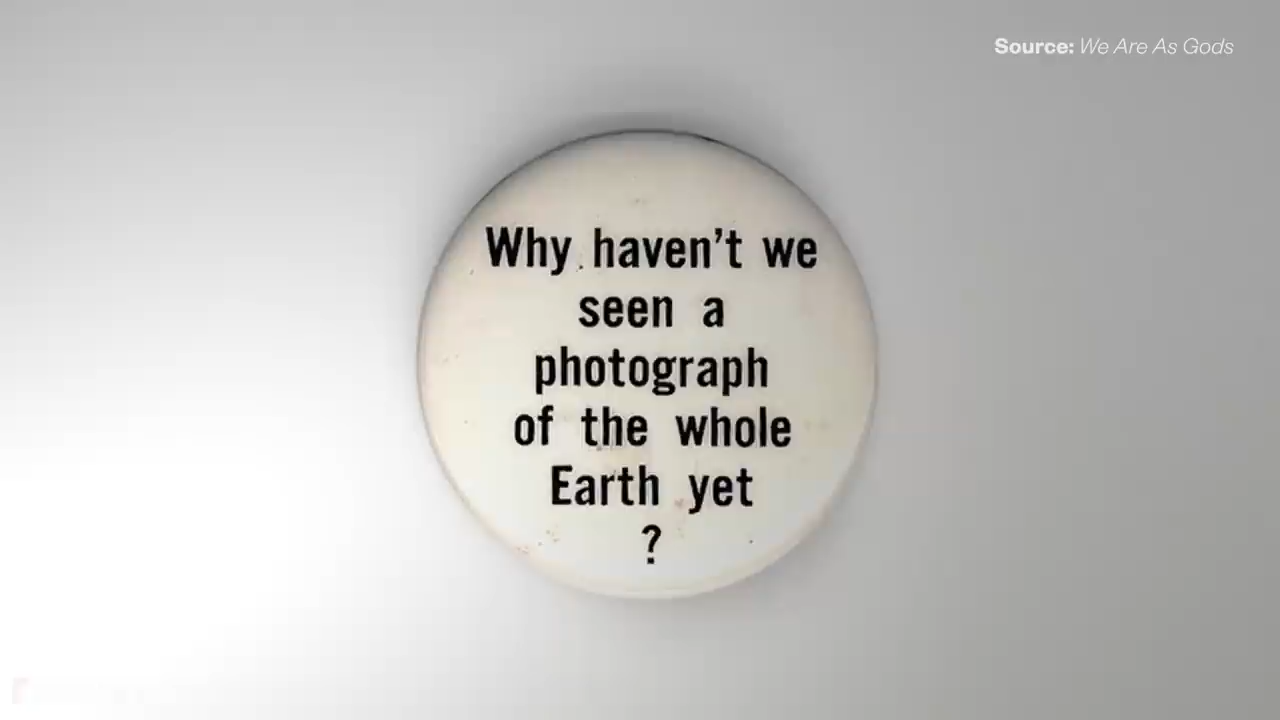 Source: We Are As Gods
Why haven't we
seen a
photograph
of the whole
Earth yet
?